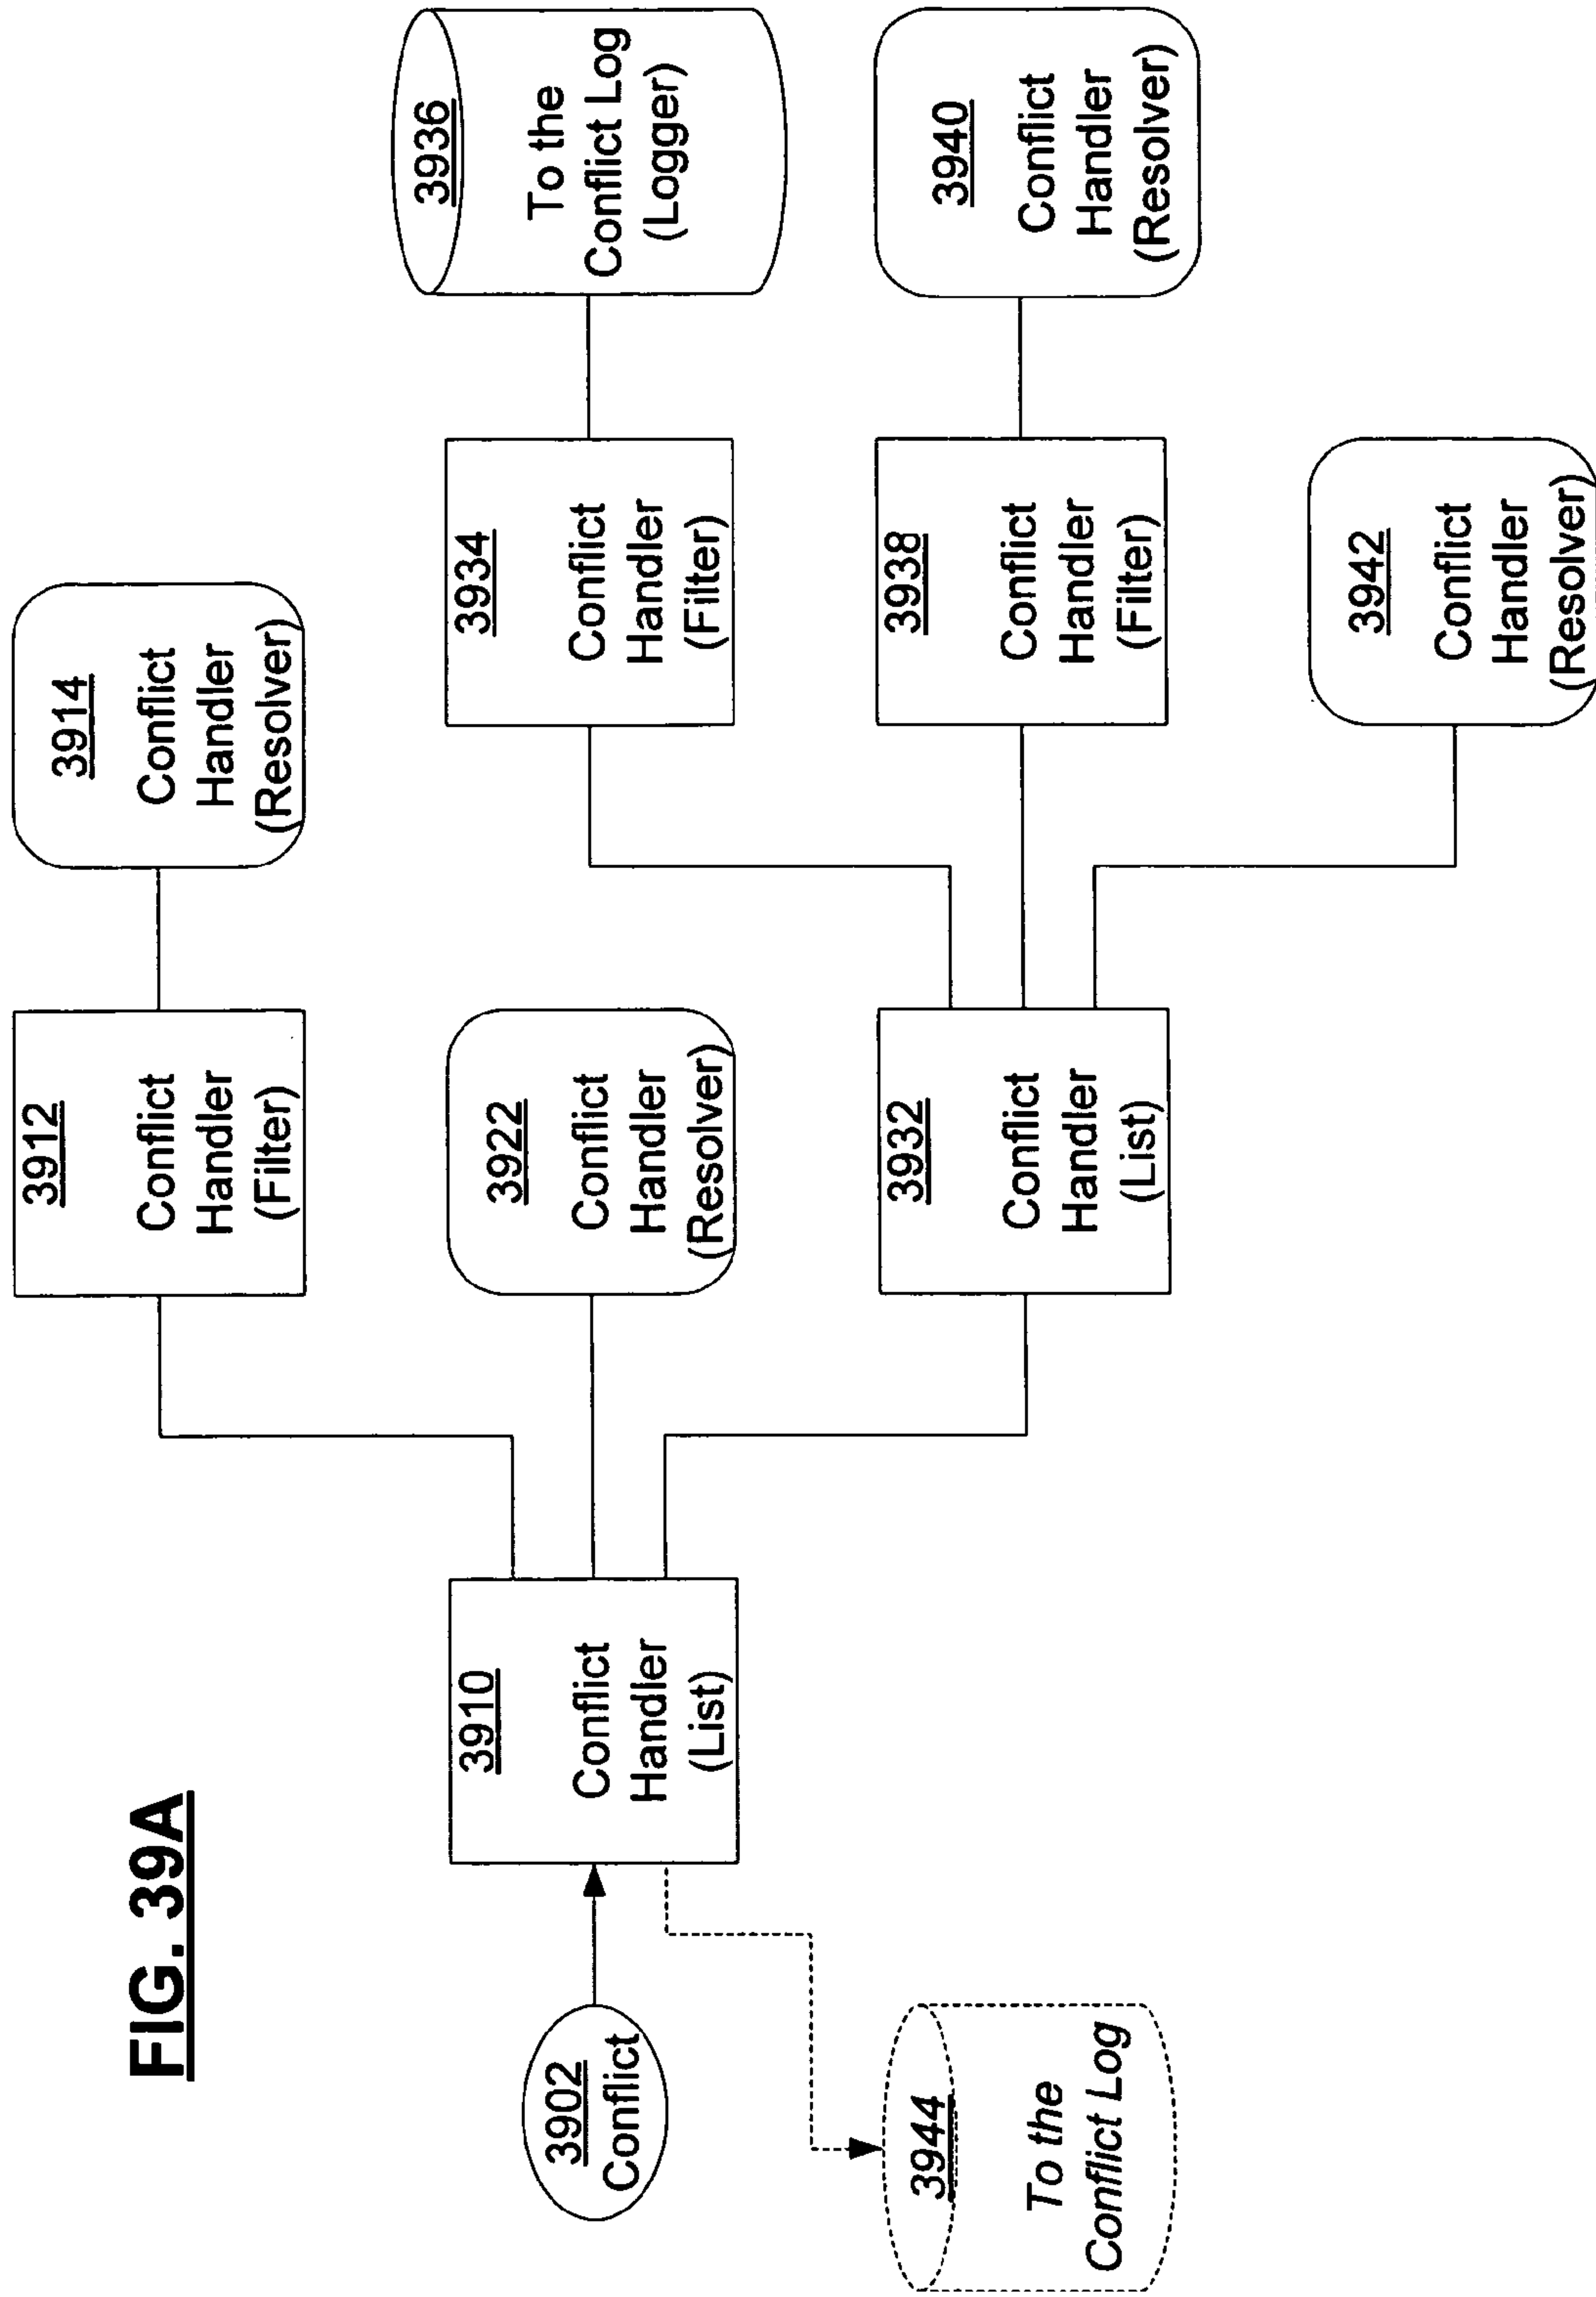 FIG. 39A
3902
Conflict
3944
To the
Conflict Log
3910
Conflict
Handler
(List)
3912
Conflict
Handler
(Filter)
3914
Conflict
Handler
(Resolver)
3922
Conflict
Handler
(Resolver)
3932
Conflict
Handler
(List)
3934
Conflict
Handler
(Filter)
3936
To the
Conflict Log
(Logger)
3938
Conflict
Handler
(Filter)
3940
Conflict
Handler
(Resolver)
3942
Conflict
Handler
(Resolver)